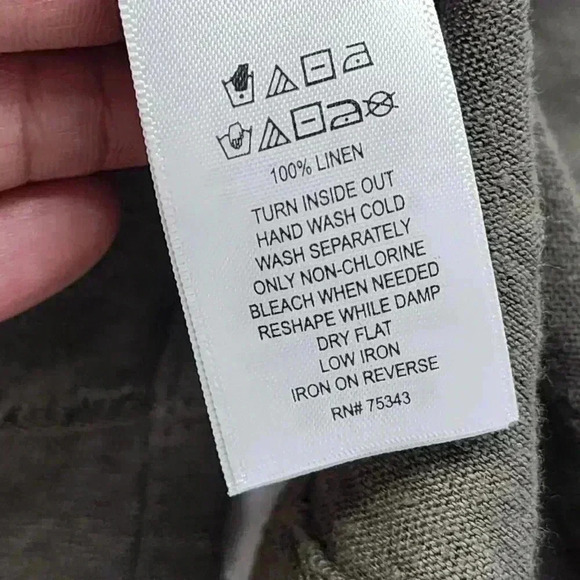 100% LINEN
TURN INSIDE OUT
HAND WASH COLD
WASH SEPARATELY
ONLY NON-CHLORINE
BLEACH WHEN NEEDED
RESHAPE WHILE DAMP
DRY FLAT
LOW IRON
IRON ON REVERSE
RN# 75343